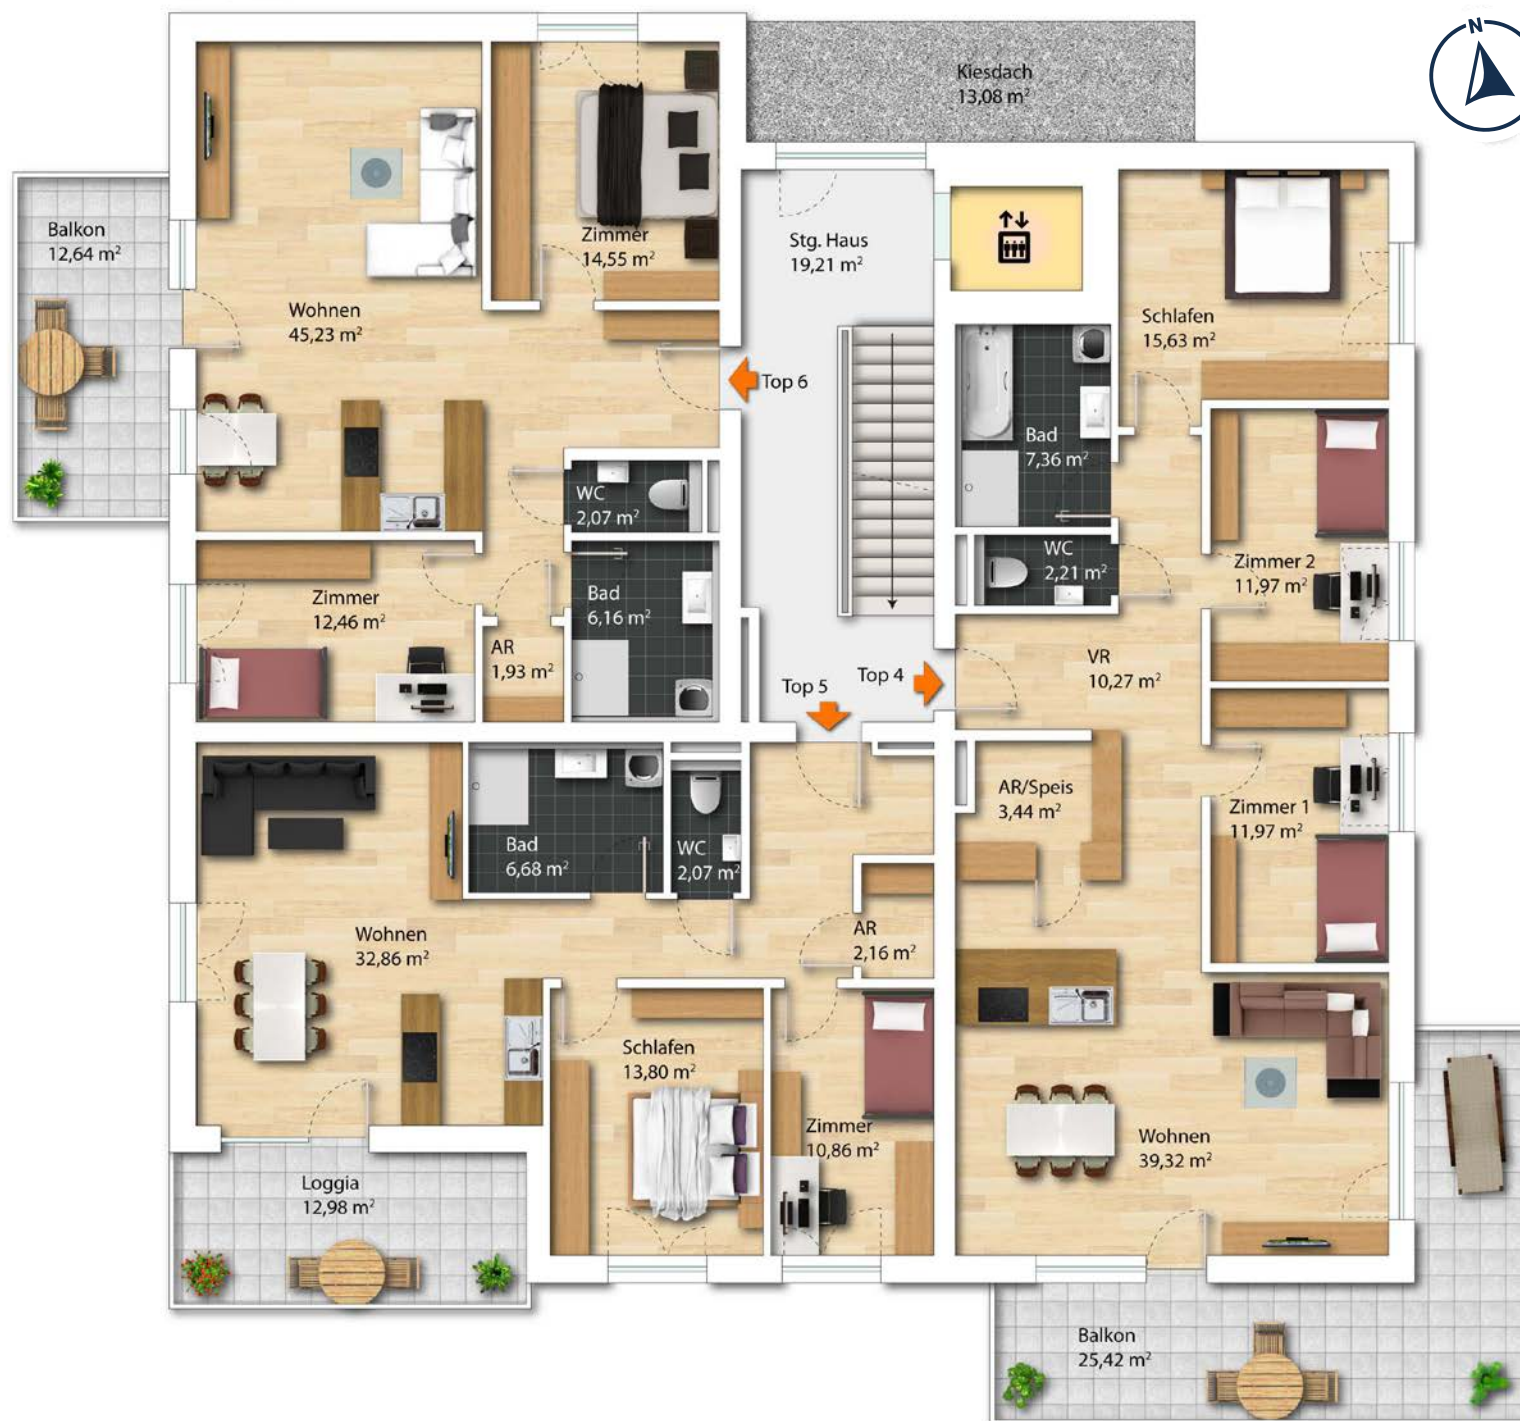 N
Kiesdach
13,08 m²
Balkon
12,64 m²
Zimmer
14,55 m²
Stg. Haus
19,21 m²
Wohnen
45,23 m²
Schlafen
15,63 m²
Top 6
Bad
7,36 m²
WC
2,07 m²
WC
2,21 m²
Zimmer 2
11,97 m²
Zimmer
12,46 m²
Bad
6,16 m²
AR
1,93 m²
VR
10,27 m²
Top 5
Top 4
AR/Speis
3,44 m²
Zimmer 1
11,97 m²
Bad
6,68 m²
WC
2,07 m²
Wohnen
32,86 m²
AR
2,16 m²
Schlafen
13,80 m²
Zimmer
10,86 m²
Wohnen
39,32 m²
Loggia
12,98 m²
Balkon
25,42 m²